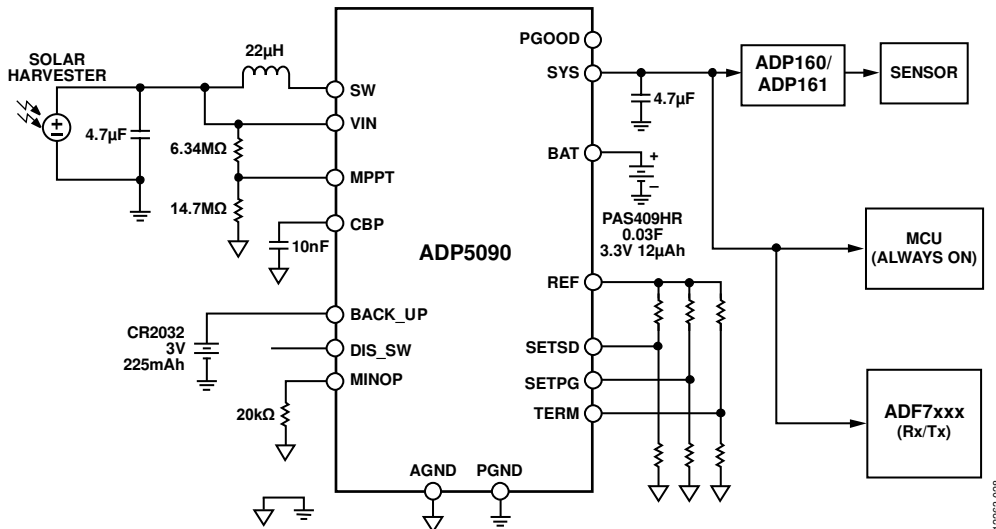 SOLAR
HARVESTER
4.7µF
22µH
6.34MΩ
14.7MΩ
10nF
CR2032
3V
225mAh
20kΩ
SW
VIN
MPPT
CBP
BACK_UP
DIS_SW
MINOP
ADP5090
AGND
PGND
PGOOD
SYS
BAT
REF
SETSD
SETPG
TERM
4.7µF
+
–
PAS409HR
0.03F
3.3V 12µAh
ADP160/
ADP161
SENSOR
MCU
(ALWAYS ON)
ADF7xxx
(Rx/Tx)